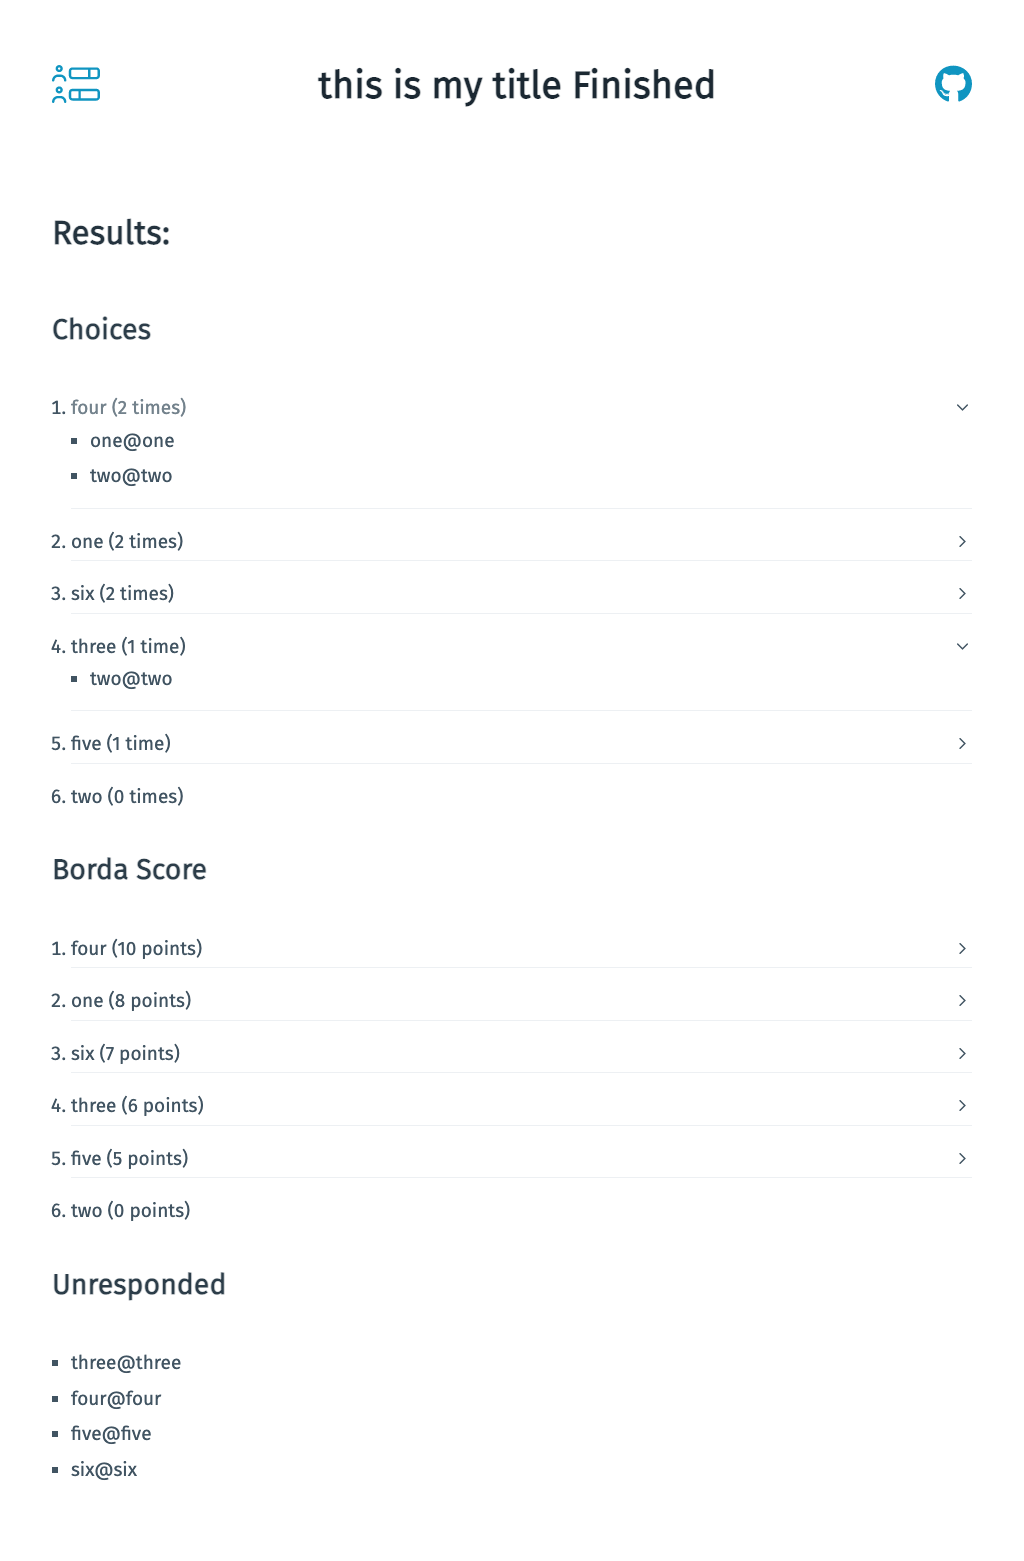 this is my title Finished
Results:
Choices
1. four (2 times)
▪ one@one
▪ two@two
2. one (2 times)
3. six (2 times)
4. three (1 time)
▪ two@two
5. five (1 time)
6. two (0 times)
Borda Score
1. four (10 points)
2. one (8 points)
3. six (7 points)
4. three (6 points)
5. five (5 points)
6. two (0 points)
Unresponded
▪ three@three
▪ four@four
▪ five@five
▪ six@six